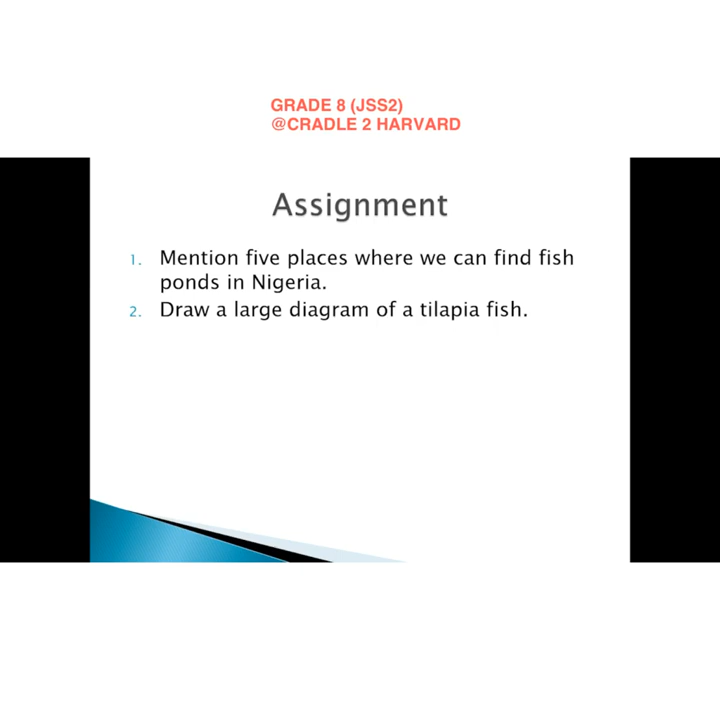 GRADE 8 (JSS2)
@CRADLE 2 HARVARD
Assignment
1. Mention five places where we can find fish
ponds in Nigeria.
2. Draw a large diagram of a tilapia fish.